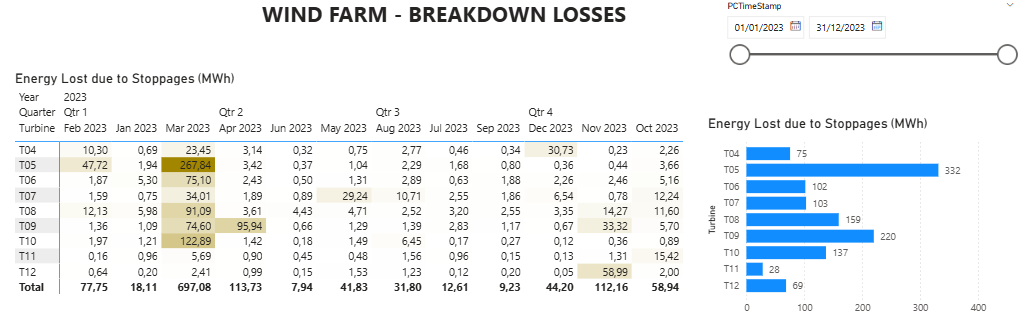 WIND FARM - BREAKDOWN LOSSES
PCTimeStamp
01/01/2023 31/12/2023
Energy Lost due to Stoppages (MWh)
Year 2023
Quarter Qtr 1 Qtr 2 Qtr 3 Qtr 4
Turbine Feb 2023 Jan 2023 Mar 2023 Apr 2023 Jun 2023 May 2023 Aug 2023 Jul 2023 Sep 2023 Dec 2023 Nov 2023 Oct 2023
T04 10,30 0,69 23,45 3,14 0,32 0,75 2,77 0,46 0,34 30,73 0,23 2,26
T05 47,72 1,94 267,84 3,42 0,37 1,04 2,29 1,68 0,80 0,36 0,44 3,66
T06 1,87 5,30 75,10 2,43 0,50 1,31 2,89 0,63 1,88 2,26 2,46 5,16
T07 1,59 0,75 34,01 1,89 0,89 29,24 10,71 2,55 1,86 6,54 0,78 12,24
T08 12,13 5,98 91,09 3,61 4,43 4,71 2,52 3,20 2,55 3,35 14,27 11,60
T09 1,36 1,09 74,60 95,94 0,66 1,29 1,39 2,83 1,17 0,67 33,32 5,70
T10 1,97 1,21 122,89 1,42 0,18 1,49 6,45 0,17 0,27 0,12 0,36 0,89
T11 0,16 0,96 5,69 0,90 0,45 0,48 1,56 0,96 0,15 0,13 1,31 15,42
T12 0,64 0,20 2,41 0,99 0,15 1,53 1,23 0,12 0,20 0,05 58,99 2,00
Total 77,75 18,11 697,08 113,73 7,94 41,83 31,80 12,61 9,23 44,20 112,16 58,94
Energy Lost due to Stoppages (MWh)
Turbine
T04 75
T05 332
T06 102
T07 103
T08 159
T09 220
T10 137
T11 28
T12 69
0 100 200 300 400